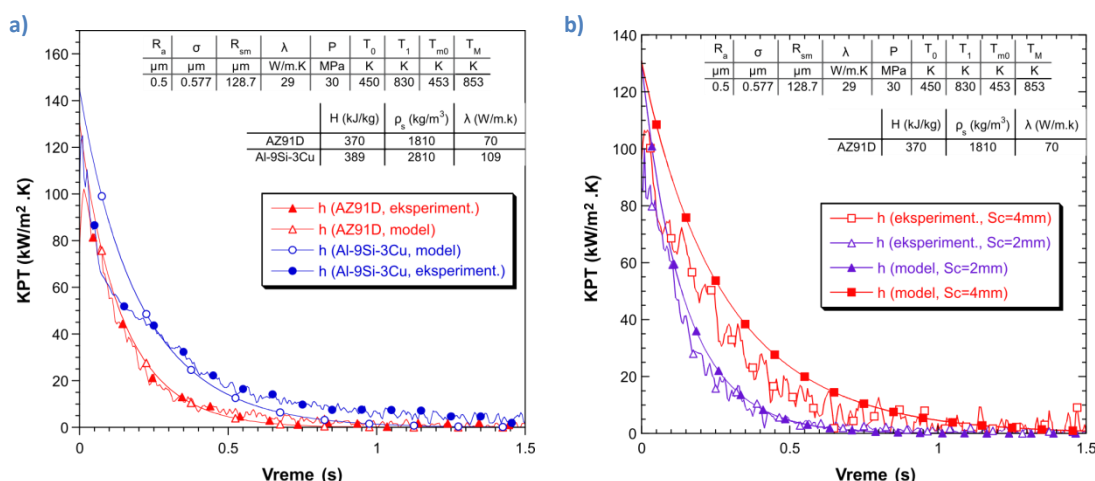 a)
R_a σ R_sm λ P T_0 T_1 T_m0 T_M
µm µm µm W/m.K MPa K K K K
0.5 0.577 128.7 29 30 450 830 453 853
H (kJ/kg) ρ_s (kg/m³) λ (W/m.k)
AZ91D 370 1810 70
Al-9Si-3Cu 389 2810 109
h (AZ91D, eksperiment.)
h (AZ91D, model)
h (Al-9Si-3Cu, model)
h (Al-9Si-3Cu, eksperiment.)
KPT (kW/m² .K)
160
140
120
100
80
60
40
20
0
0 0.5 1 1.5
Vreme (s)
b)
R_a σ R_sm λ P T_0 T_1 T_m0 T_M
µm µm µm W/m.K MPa K K K K
0.5 0.577 128.7 29 30 450 830 453 853
H (kJ/kg) ρ_s (kg/m³) λ (W/m.k)
AZ91D 370 1810 70
h (eksperiment., Sc=4mm)
h (eksperiment., Sc=2mm)
h (model, Sc=2mm)
h (model, Sc=4mm)
KPT (kW/m² .K)
140
120
100
80
60
40
20
0
0 0.5 1 1.5
Vreme (s)